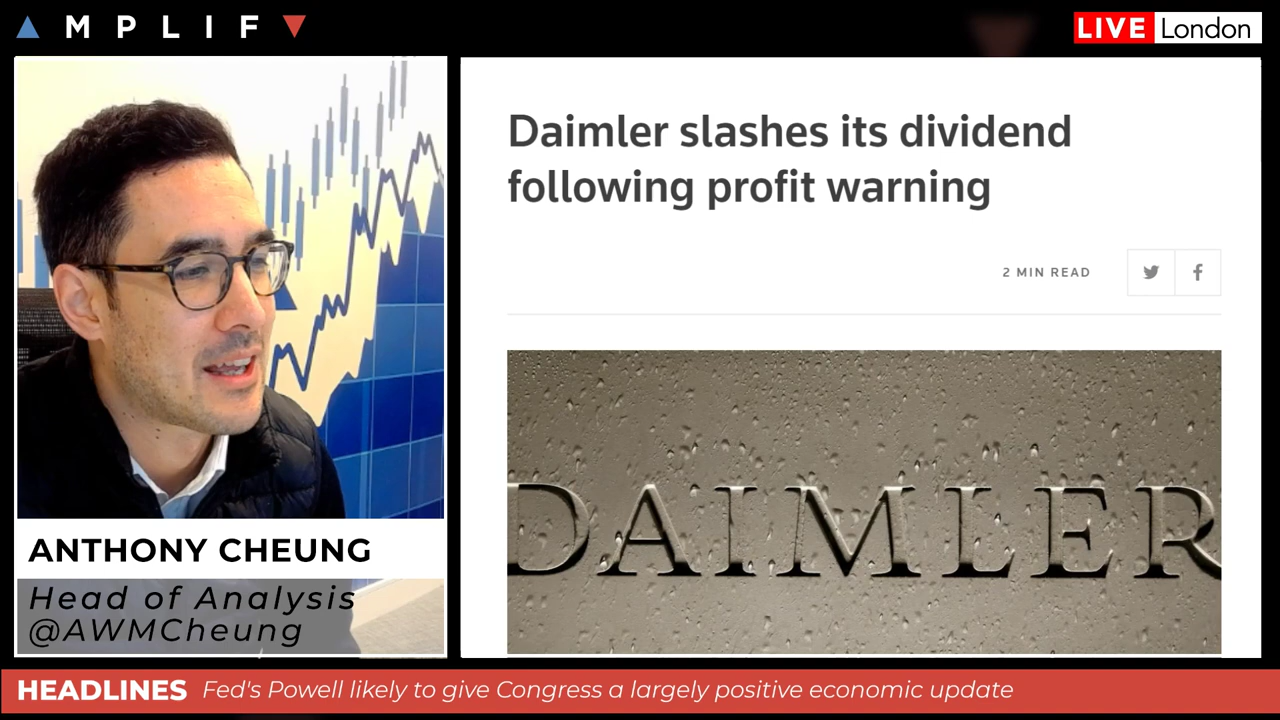 AMPLIFY
LIVE London
Daimler slashes its dividend
following profit warning
2 MIN READ
DAIMLER
ANTHONY CHEUNG
Head of Analysis
@AWMCheung
HEADLINES Fed's Powell likely to give Congress a largely positive economic update